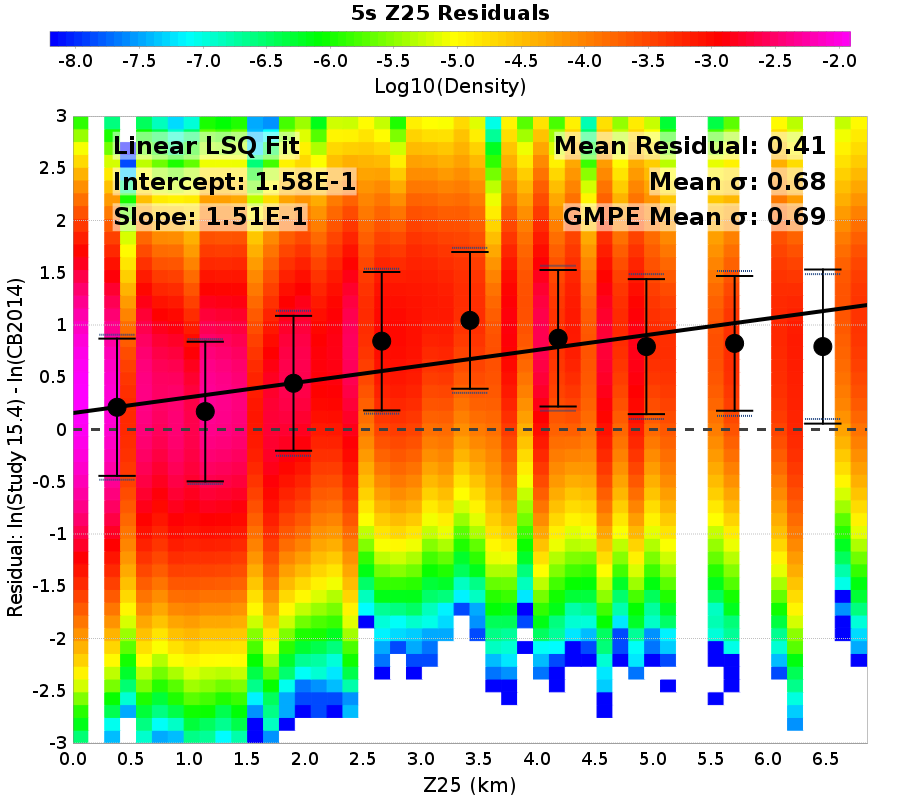 5s Z25 Residuals
-8.0 -7.5 -7.0 -6.5 -6.0 -5.5 -5.0 -4.5 -4.0 -3.5 -3.0 -2.5 -2.0
Log10(Density)
Linear LSQ Fit
Intercept: 1.58E-1
Slope: 1.51E-1
Mean Residual: 0.41
Mean σ: 0.68
GMPE Mean σ: 0.69
Residual: ln(Study 15.4) - ln(CB2014)
3
2.5
2
1.5
1
0.5
0
-0.5
-1
-1.5
-2
-2.5
-3
0.0 0.5 1.0 1.5 2.0 2.5 3.0 3.5 4.0 4.5 5.0 5.5 6.0 6.5
Z25 (km)